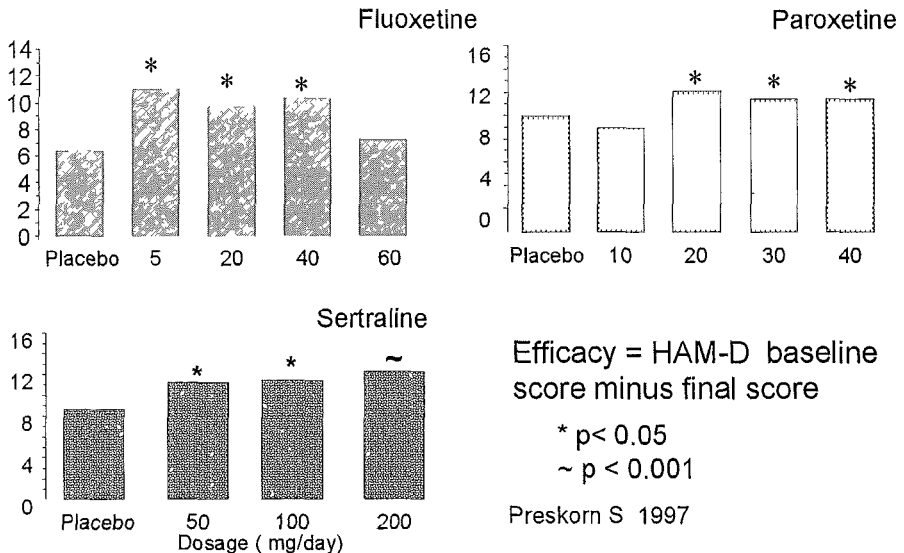 Fluoxetine
14
12
10
8
6
4
2
0
*
*
*
Placebo 5 20 40 60
Paroxetine
16
12
8
4
0
*
*
*
Placebo 10 20 30 40
Sertraline
16
12
8
4
0
*
*
~
Placebo 50 100 200
Dosage ( mg/day)
Efficacy = HAM-D baseline
score minus final score
* p< 0.05
~ p < 0.001
Preskorn S 1997